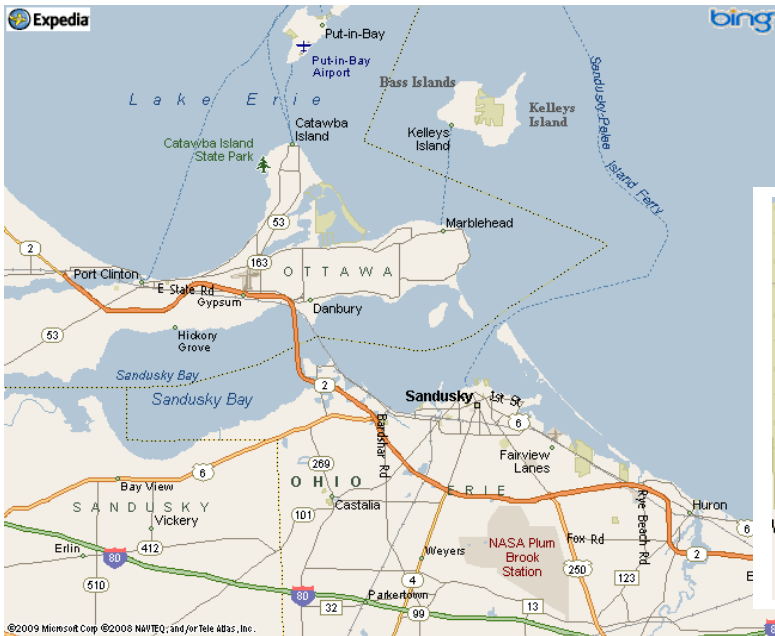 Expedia
bing
Put-in-Bay
Put-in-Bay
Airport
Bass Islands
Lake Erie
Kelleys
Island
Sandusky-Pelee
Island Ferry
Catawba
Island
Kelleys
Island
Catawba Island
State Park
53
Marblehead
2
163
OTTAWA
Port Clinton
E State Rd
Gypsum
Danbury
53
Hickory
Grove
Sandusky Bay
2
Sandusky Bay
Sandusky
1st St
6
Bardshar Rd
Fairview
Lanes
269
6
OHIO
Bay View
ERIE
Rye Beach Rd
SANDUSKY
Castalia
Huron
101
Vickery
6
NASA Plum
Brook
Station
Fox Rd
Erlin
412
80
Weyers
2
250
510
4
123
80
Parkertown
32
99
13
©2009 Microsoft Corp ©2008 NAVTEQ, and/or Tele Atlas, Inc.